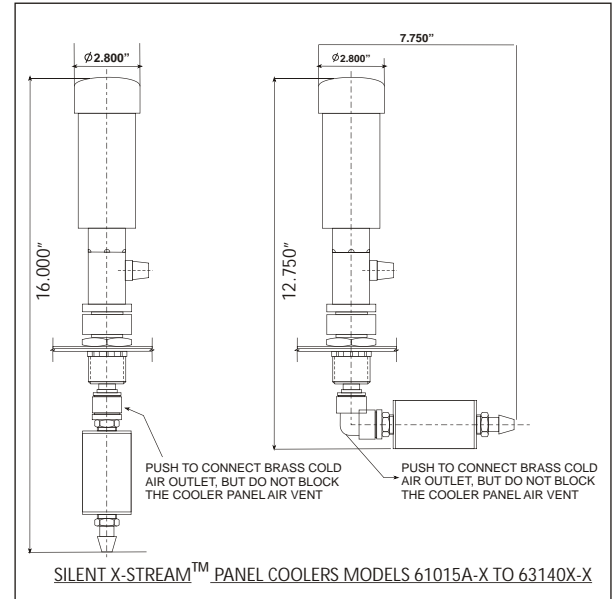 7.750”
Ø2.800”
Ø2.800”
16.000”
12.750”
PUSH TO CONNECT BRASS COLD
AIR OUTLET, BUT DO NOT BLOCK
THE COOLER PANEL AIR VENT
PUSH TO CONNECT BRASS COLD
AIR OUTLET, BUT DO NOT BLOCK
THE COOLER PANEL AIR VENT
SILENT X-STREAM™ PANEL COOLERS MODELS 61015A-X TO 63140X-X